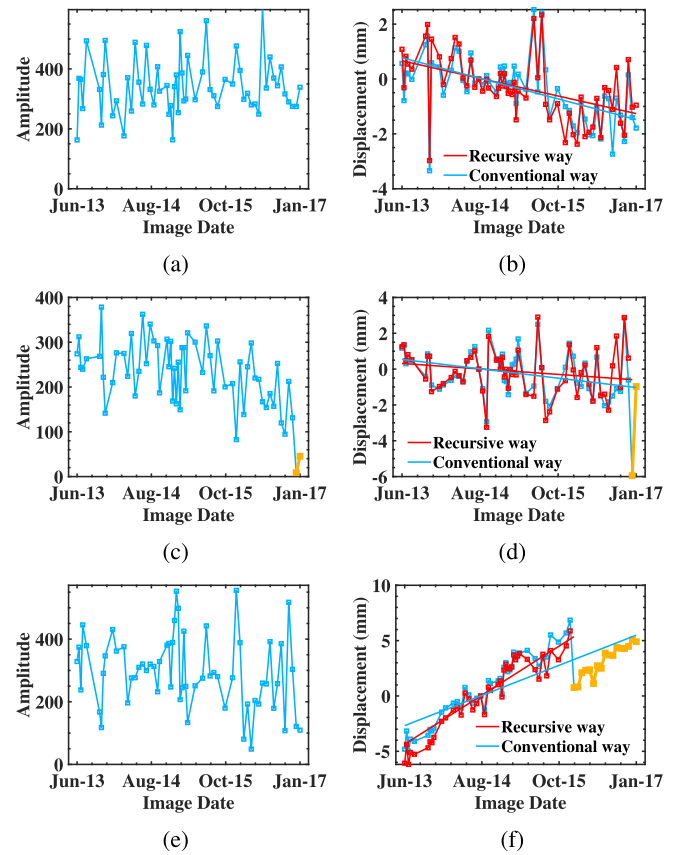 Amplitude
400
200
0
Jun-13 Aug-14 Oct-15 Jan-17
Image Date
(a)
Displacement (mm)
2
0
-2
-4
Recursive way
Conventional way
Jun-13 Aug-14 Oct-15 Jan-17
Image Date
(b)
Amplitude
400
300
200
100
0
Jun-13 Aug-14 Oct-15 Jan-17
Image Date
(c)
Displacement (mm)
4
2
0
-2
-4
-6
Recursive way
Conventional way
Jun-13 Aug-14 Oct-15 Jan-17
Image Date
(d)
Amplitude
400
200
0
Jun-13 Aug-14 Oct-15 Jan-17
Image Date
(e)
Displacement (mm)
10
5
0
-5
Recursive way
Conventional way
Jun-13 Aug-14 Oct-15 Jan-17
Image Date
(f)